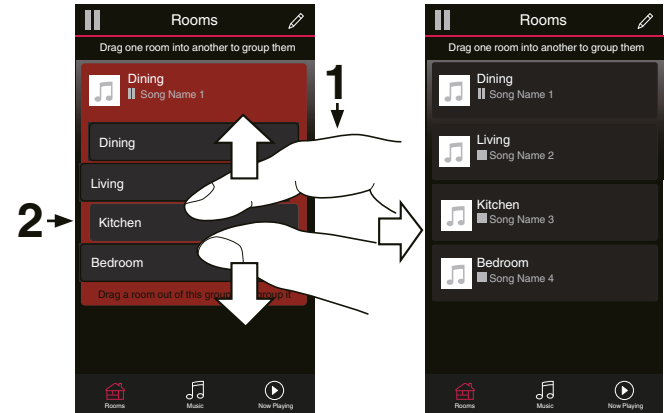 Rooms
Drag one room into another to group them
Dining
Song Name 1
1
Dining
Living
2
Kitchen
Bedroom
Drag a room out of this group it
Rooms
Music
Now Playing
Rooms
Drag one room into another to group them
Dining
Song Name 1
Living
Song Name 2
Kitchen
Song Name 3
Bedroom
Song Name 4
Rooms
Music
Now Playing